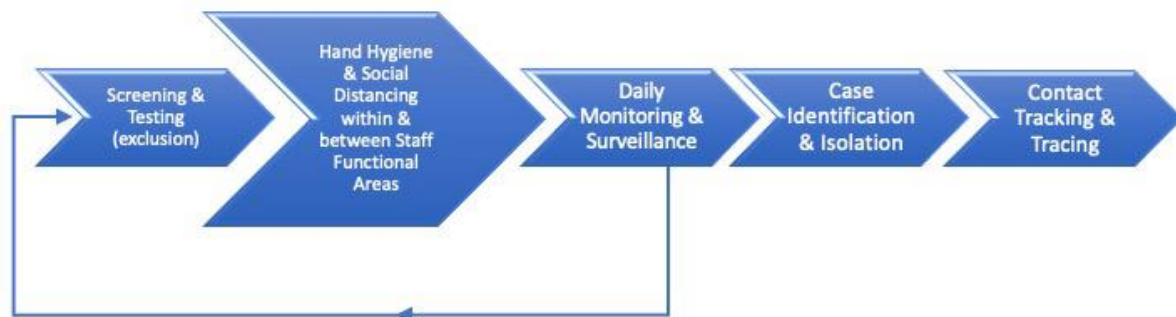 Screening &
Testing
(exclusion)
Hand Hygiene
& Social
Distancing
within &
between Staff
Functional
Areas
Daily
Monitoring &
Surveillance
Case
Identification
& Isolation
Contact
Tracking &
Tracing